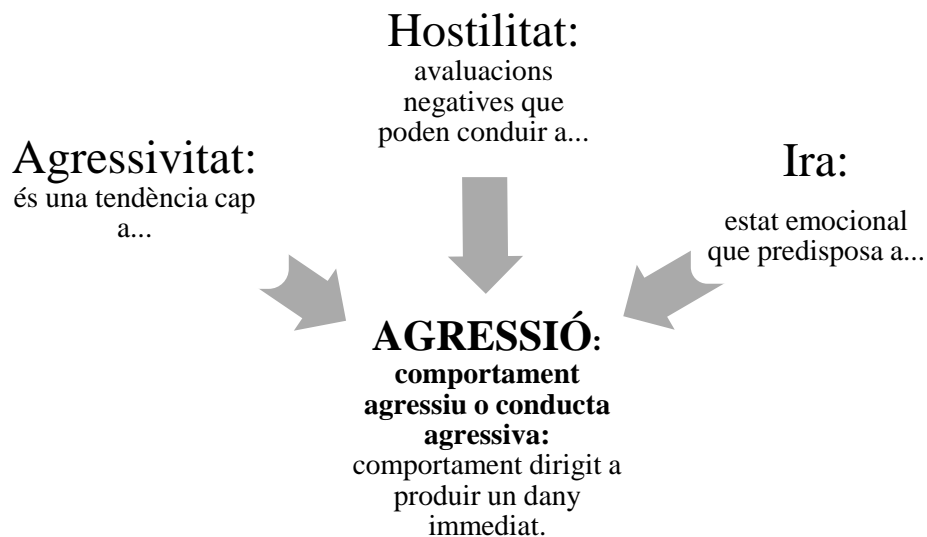 Hostilitat:
avaluacions
negatives que
poden conduir a...
Agressivitat:
és una tendència cap
a...
Ira:
estat emocional
que predisposa a...
AGRESSIÓ:
comportament
agressiu o conducta
agressiva:
comportament dirigit a
produir un dany
immediat.